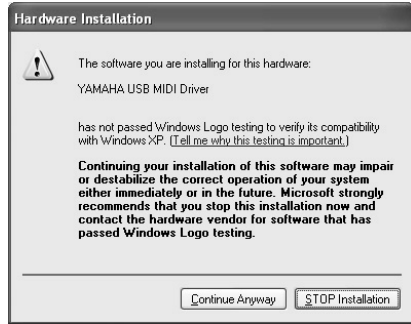 Hardware Installation
The software you are installing for this hardware:
YAMAHA USB MIDI Driver
has not passed Windows Logo testing to verify its compatibility
with Windows XP. (Tell me why this testing is important.)
Continuing your installation of this software may impair
or destabilize the correct operation of your system
either immediately or in the future. Microsoft strongly
recommends that you stop this installation now and
contact the hardware vendor for software that has
passed Windows Logo testing.
Continue Anyway
STOP Installation